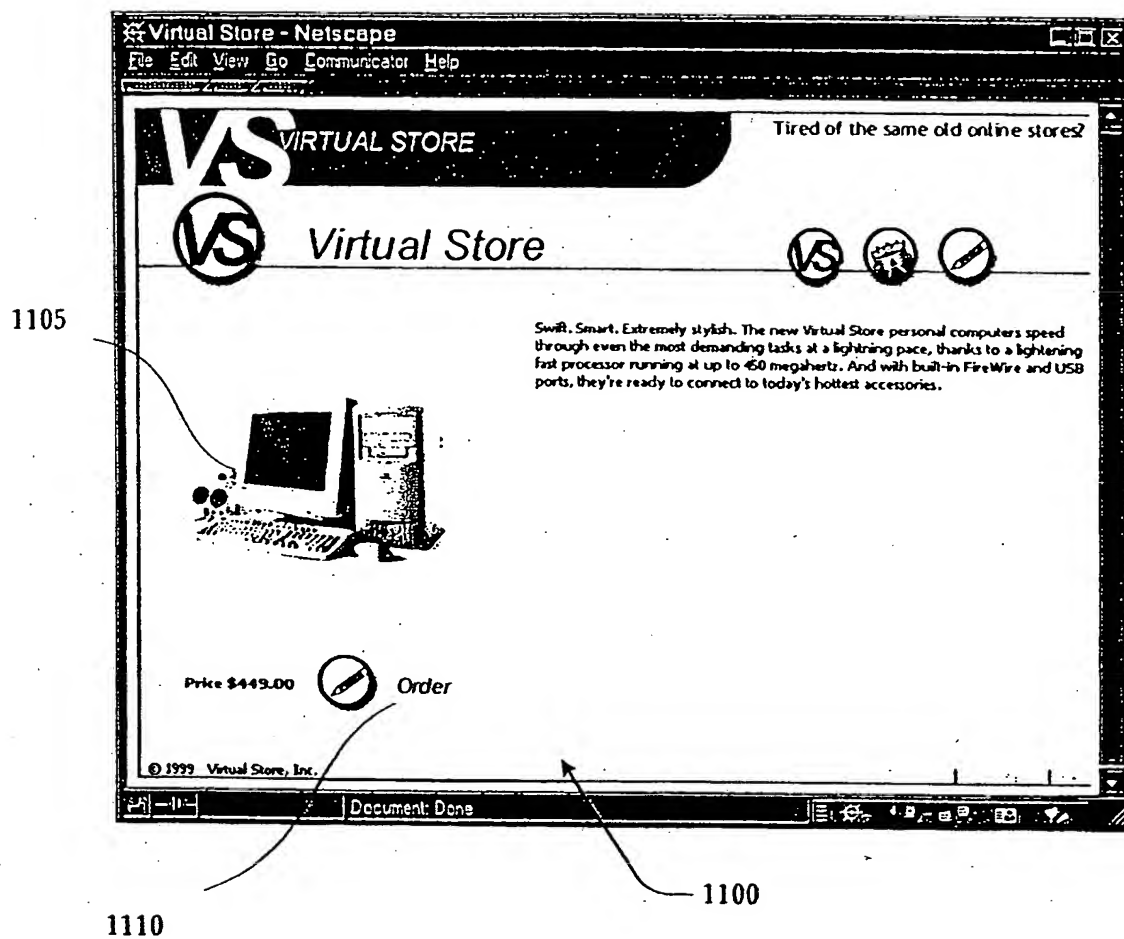 Virtual Store - Netscape
File Edit View Go Communicator Help
VS VIRTUAL STORE
Tired of the same old online stores?
VS Virtual Store
VS
1105
Swift. Smart. Extremely stylish. The new Virtual Store personal computers speed
through even the most demanding tasks at a lightning pace, thanks to a lightening
fast processor running at up to 450 megahertz. And with built-in FireWire and USB
ports, they're ready to connect to today's hottest accessories.
Price $449.00 Order
© 1999 Virtual Store, Inc.
Document: Done
1100
1110